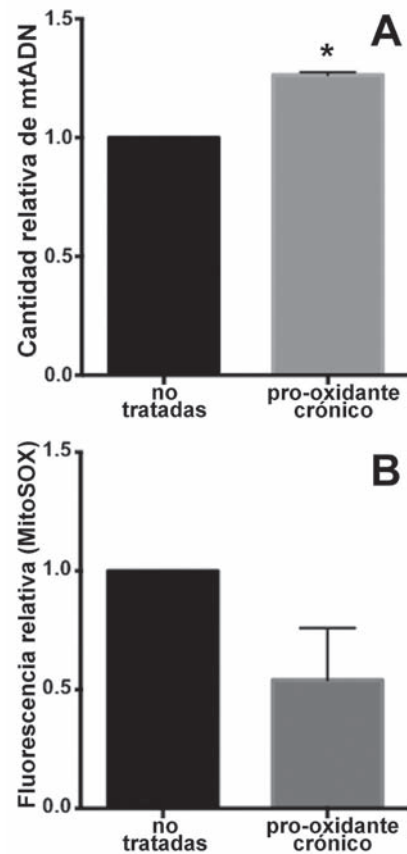 A
*
Cantidad relativa de mtADN
1.5
1.0
0.5
0.0
no
tratadas
pro-oxidante
crónico
B
Fluorescencia relativa (MitoSOX)
1.5
1.0
0.5
0.0
no
tratadas
pro-oxidante
crónico